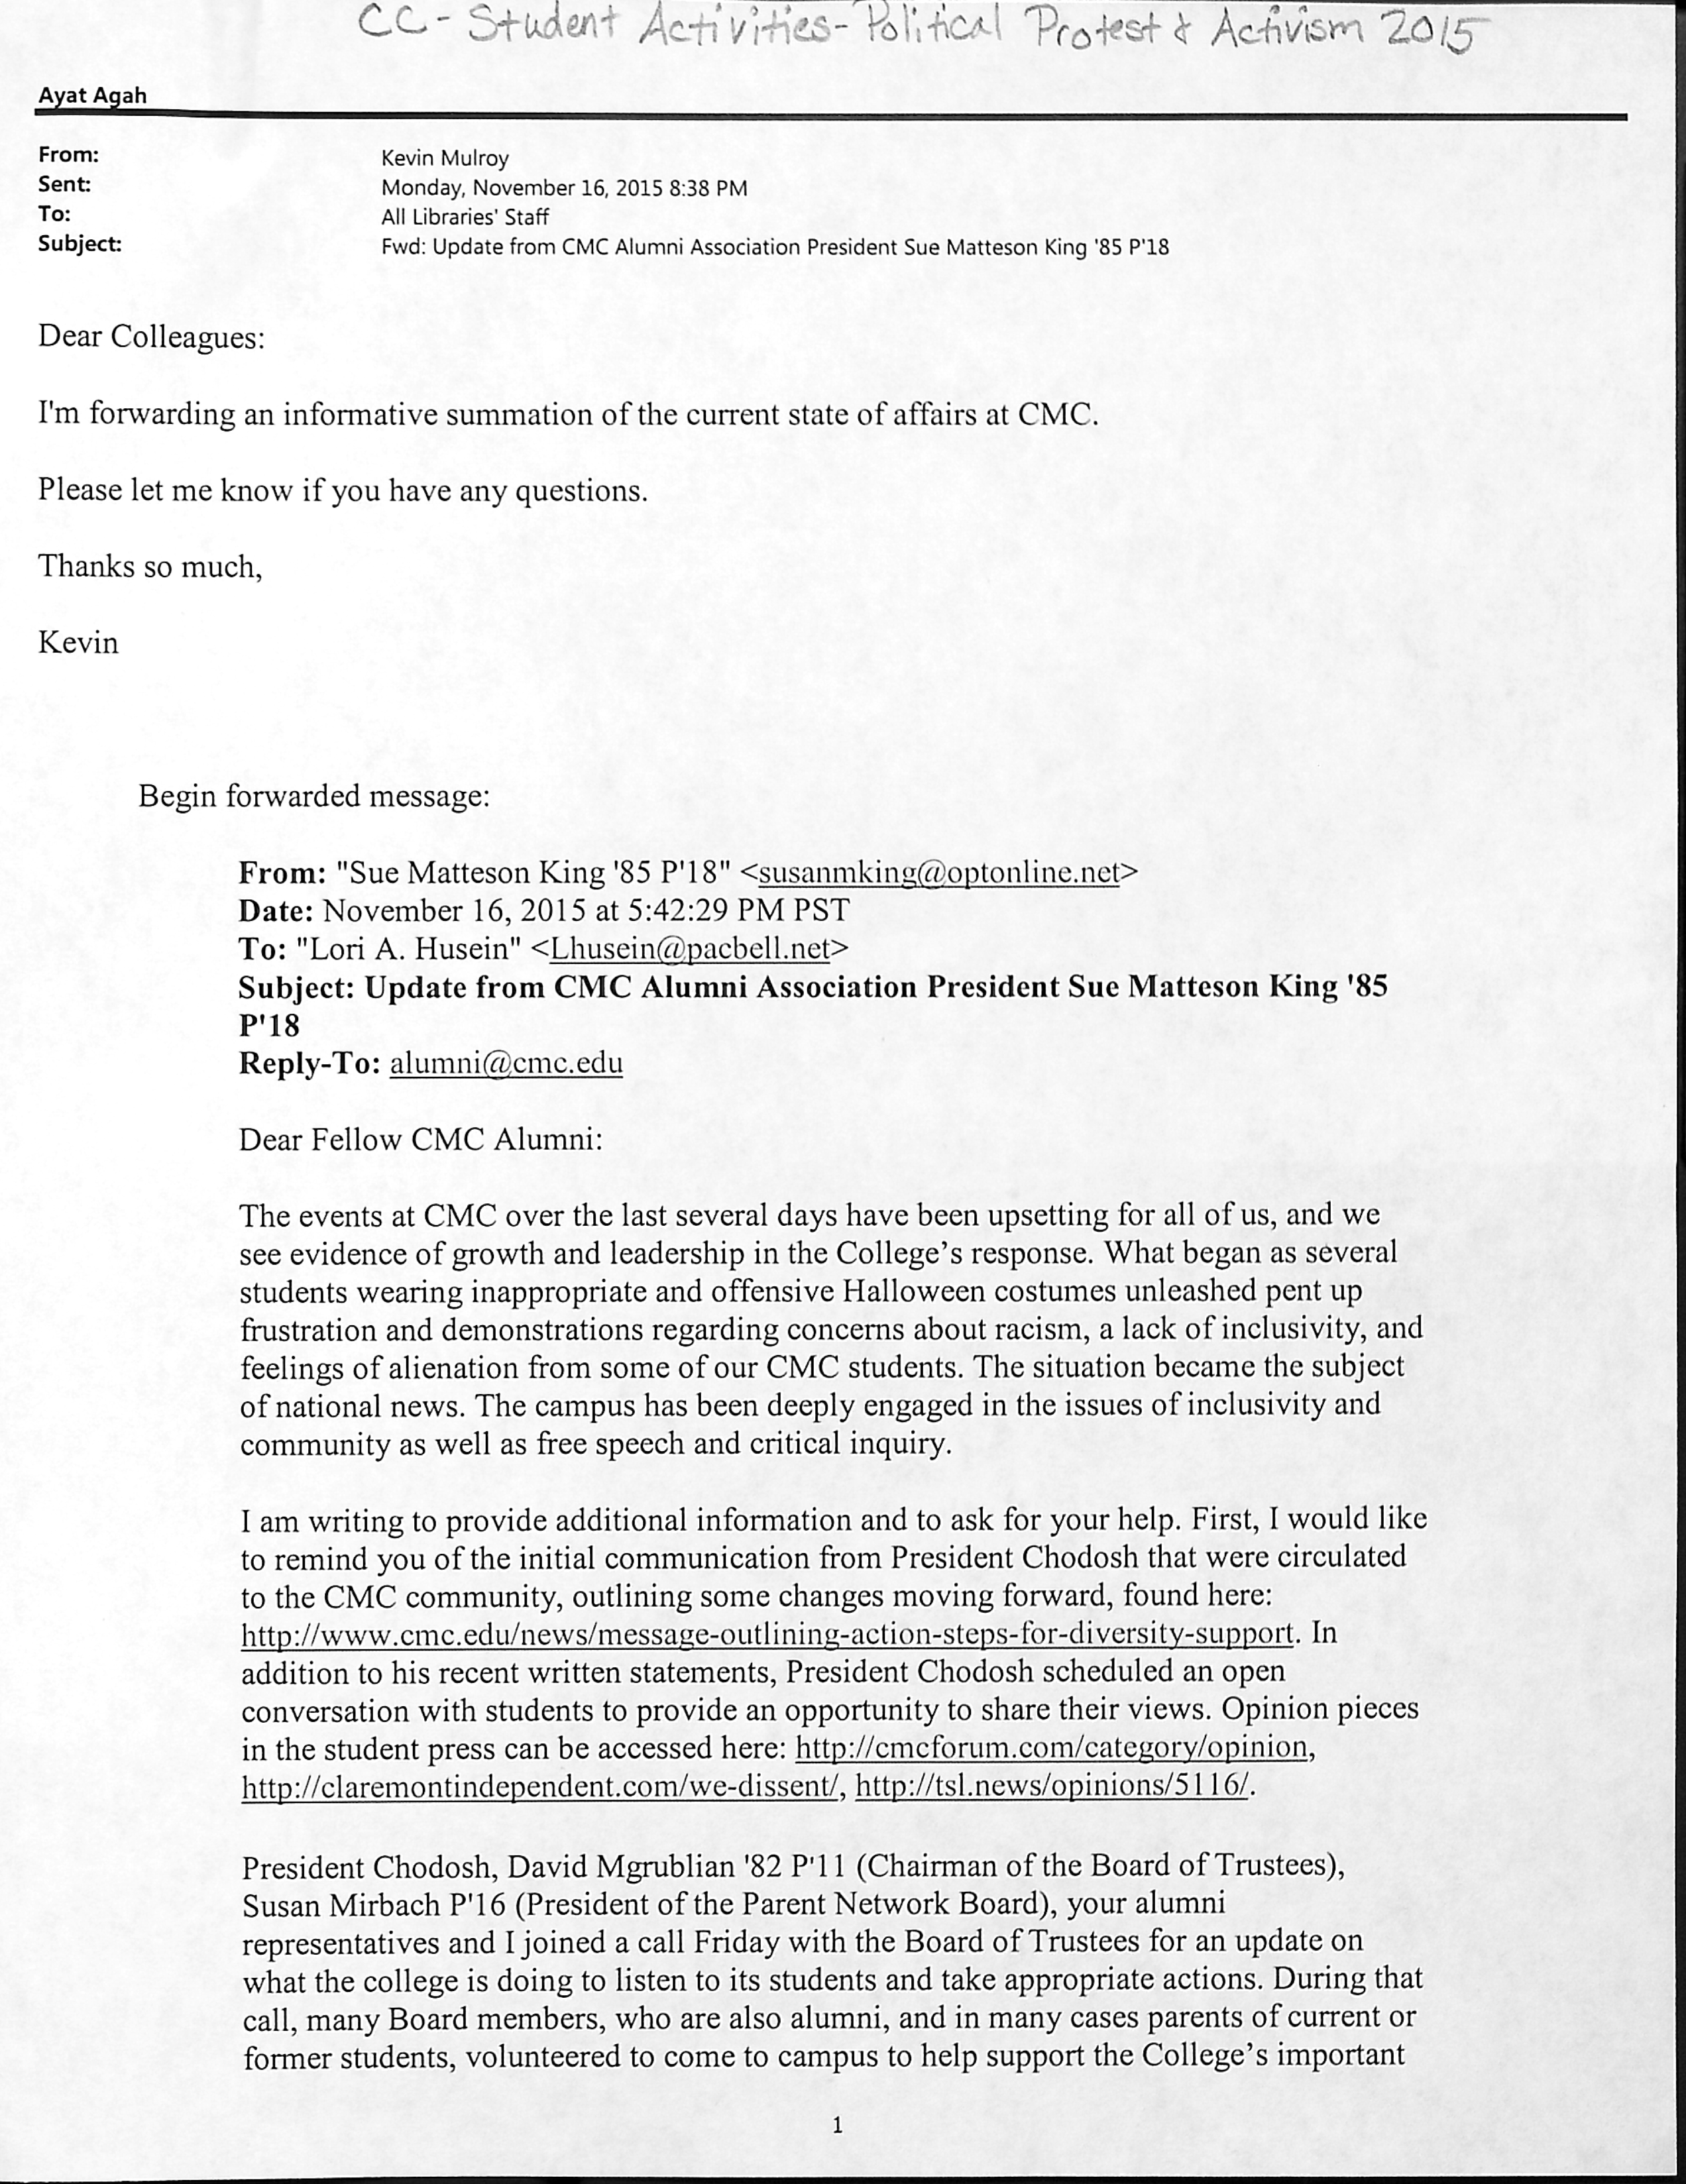 CC - Student Activities - Political Protest & Activism 2015
Ayat Agah
From: Kevin Mulroy
Sent: Monday, November 16, 2015 8:38 PM
To: All Libraries' Staff
Subject: Fwd: Update from CMC Alumni Association President Sue Matteson King '85 P'18
Dear Colleagues:
I'm forwarding an informative summation of the current state of affairs at CMC.
Please let me know if you have any questions.
Thanks so much,
Kevin
Begin forwarded message:
From: "Sue Matteson King '85 P'18" <susanmking@optonline.net>
Date: November 16, 2015 at 5:42:29 PM PST
To: "Lori A. Husein" <Lhusein@pacbell.net>
Subject: Update from CMC Alumni Association President Sue Matteson King '85
P'18
Reply-To: alumni@cmc.edu
Dear Fellow CMC Alumni:
The events at CMC over the last several days have been upsetting for all of us, and we
see evidence of growth and leadership in the College's response. What began as several
students wearing inappropriate and offensive Halloween costumes unleashed pent up
frustration and demonstrations regarding concerns about racism, a lack of inclusivity, and
feelings of alienation from some of our CMC students. The situation became the subject
of national news. The campus has been deeply engaged in the issues of inclusivity and
community as well as free speech and critical inquiry.
I am writing to provide additional information and to ask for your help. First, I would like
to remind you of the initial communication from President Chodosh that were circulated
to the CMC community, outlining some changes moving forward, found here:
http://www.cmc.edu/news/message-outlining-action-steps-for-diversity-support. In
addition to his recent written statements, President Chodosh scheduled an open
conversation with students to provide an opportunity to share their views. Opinion pieces
in the student press can be accessed here: http://cmcforum.com/category/opinion,
http://claremontindependent.com/we-dissent/, http://tsl.news/opinions/5116/.
President Chodosh, David Mgrublian '82 P'11 (Chairman of the Board of Trustees),
Susan Mirbach P'16 (President of the Parent Network Board), your alumni
representatives and I joined a call Friday with the Board of Trustees for an update on
what the college is doing to listen to its students and take appropriate actions. During that
call, many Board members, who are also alumni, and in many cases parents of current or
former students, volunteered to come to campus to help support the College's important
1